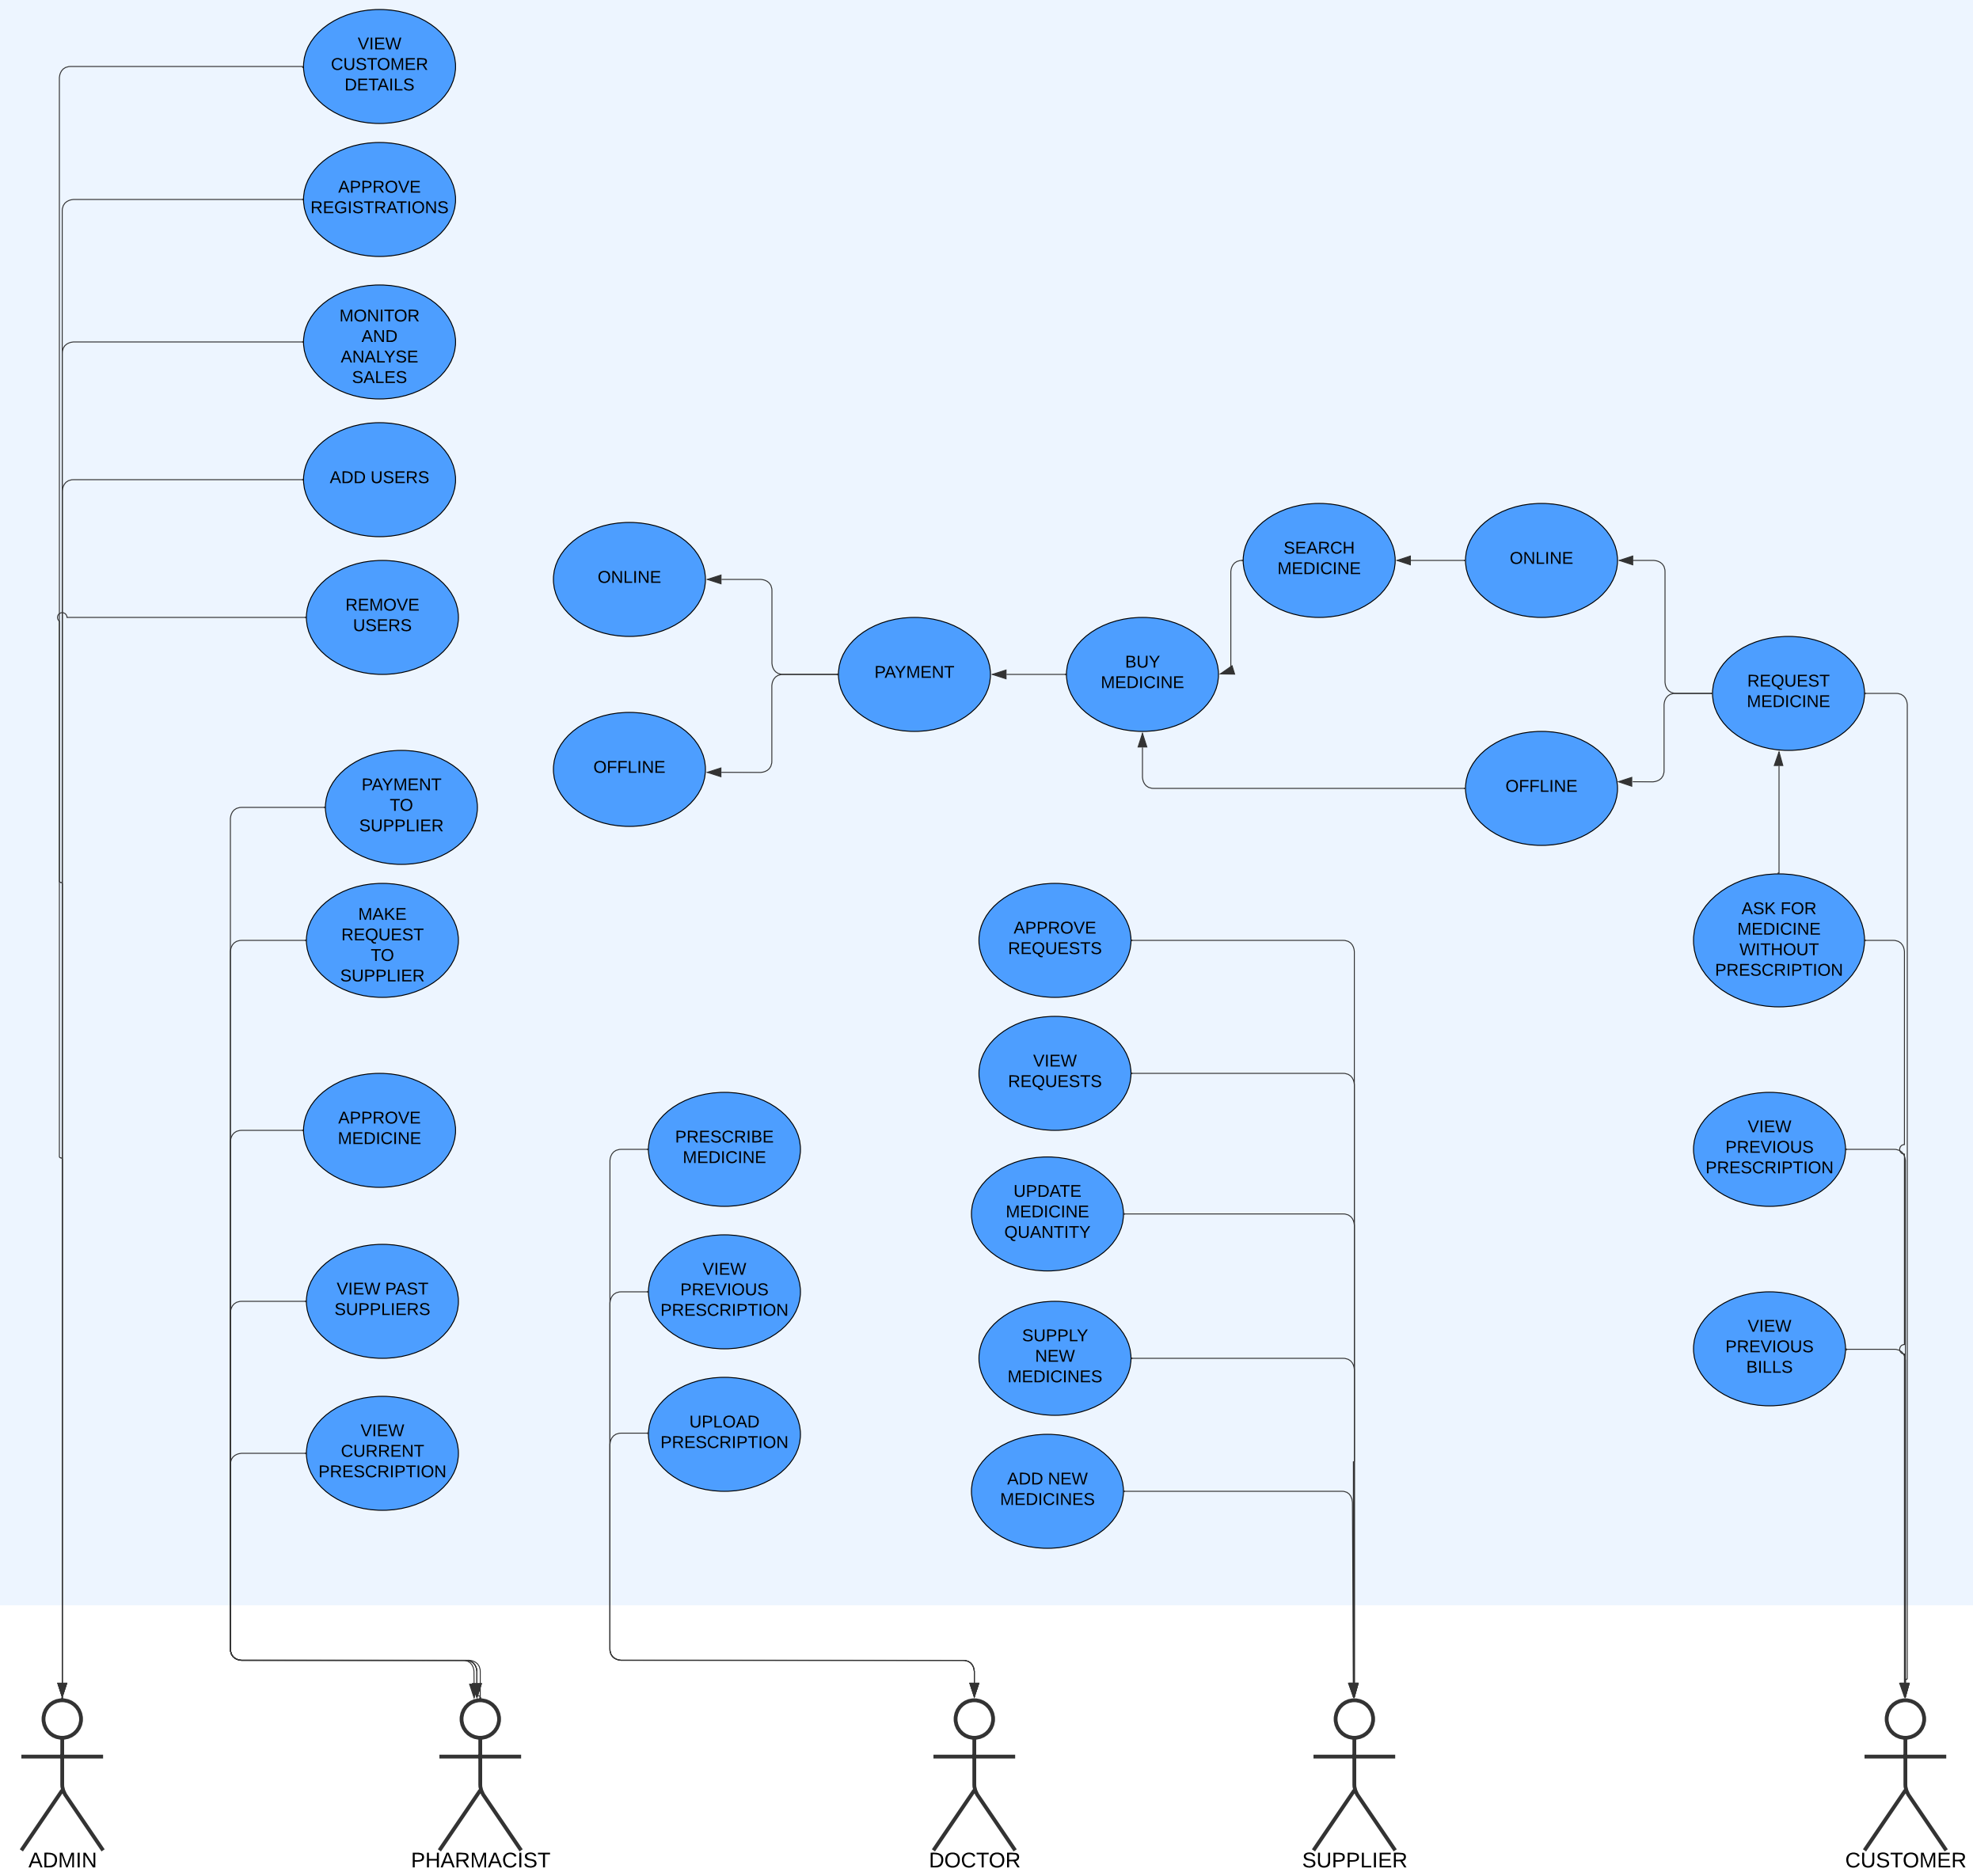 VIEW
CUSTOMER
DETAILS
APPROVE
REGISTRATIONS
MONITOR
AND
ANALYSE
SALES
ADD USERS
REMOVE
USERS
ONLINE
OFFLINE
PAYMENT
BUY
MEDICINE
SEARCH
MEDICINE
ONLINE
OFFLINE
REQUEST
MEDICINE
PAYMENT
TO
SUPPLIER
MAKE
REQUEST
TO
SUPPLIER
APPROVE
MEDICINE
VIEW PAST
SUPPLIERS
VIEW
CURRENT
PRESCRIPTION
PRESCRIBE
MEDICINE
VIEW
PREVIOUS
PRESCRIPTION
UPLOAD
PRESCRIPTION
APPROVE
REQUESTS
VIEW
REQUESTS
UPDATE
MEDICINE
QUANTITY
SUPPLY
NEW
MEDICINES
ADD NEW
MEDICINES
ASK FOR
MEDICINE
WITHOUT
PRESCRIPTION
VIEW
PREVIOUS
PRESCRIPTION
VIEW
PREVIOUS
BILLS
ADMIN
PHARMACIST
DOCTOR
SUPPLIER
CUSTOMER